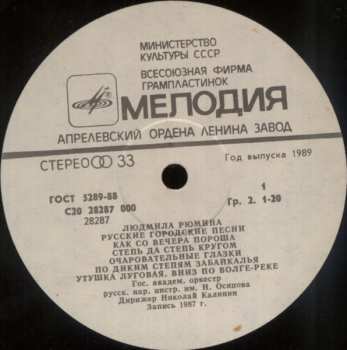 МИНИСТЕРСТВО
КУЛЬТУРЫ СССР
ВСЕСОЮЗНАЯ ФИРМА
ГРАМПЛАСТИНОК
МЕЛОДИЯ
АПРЕЛЕВСКИЙ ОРДЕНА ЛЕНИНА ЗАВОД
СТЕРЕО 33
Год выпуска 1989
ГОСТ 5289-88
1
С20 28287 000
Гр. 2. 1-20
28287
ЛЮДМИЛА РЮМИНА
РУССКИЕ ГОРОДСКИЕ ПЕСНИ
КАК СО ВЕЧЕРА ПОРОША
СТЕПЬ ДА СТЕПЬ КРУГОМ
ОЧАРОВАТЕЛЬНЫЕ ГЛАЗКИ
ПО ДИКИМ СТЕПЯМ ЗАБАЙКАЛЬЯ
УТУШКА ЛУГОВАЯ, ВНИЗ ПО ВОЛГЕ-РЕКЕ
Гос. академ. оркестр
русск. нар. инстр. им. Н. Осипова
Дирижер Николай Калинин
Запись 1987 г.